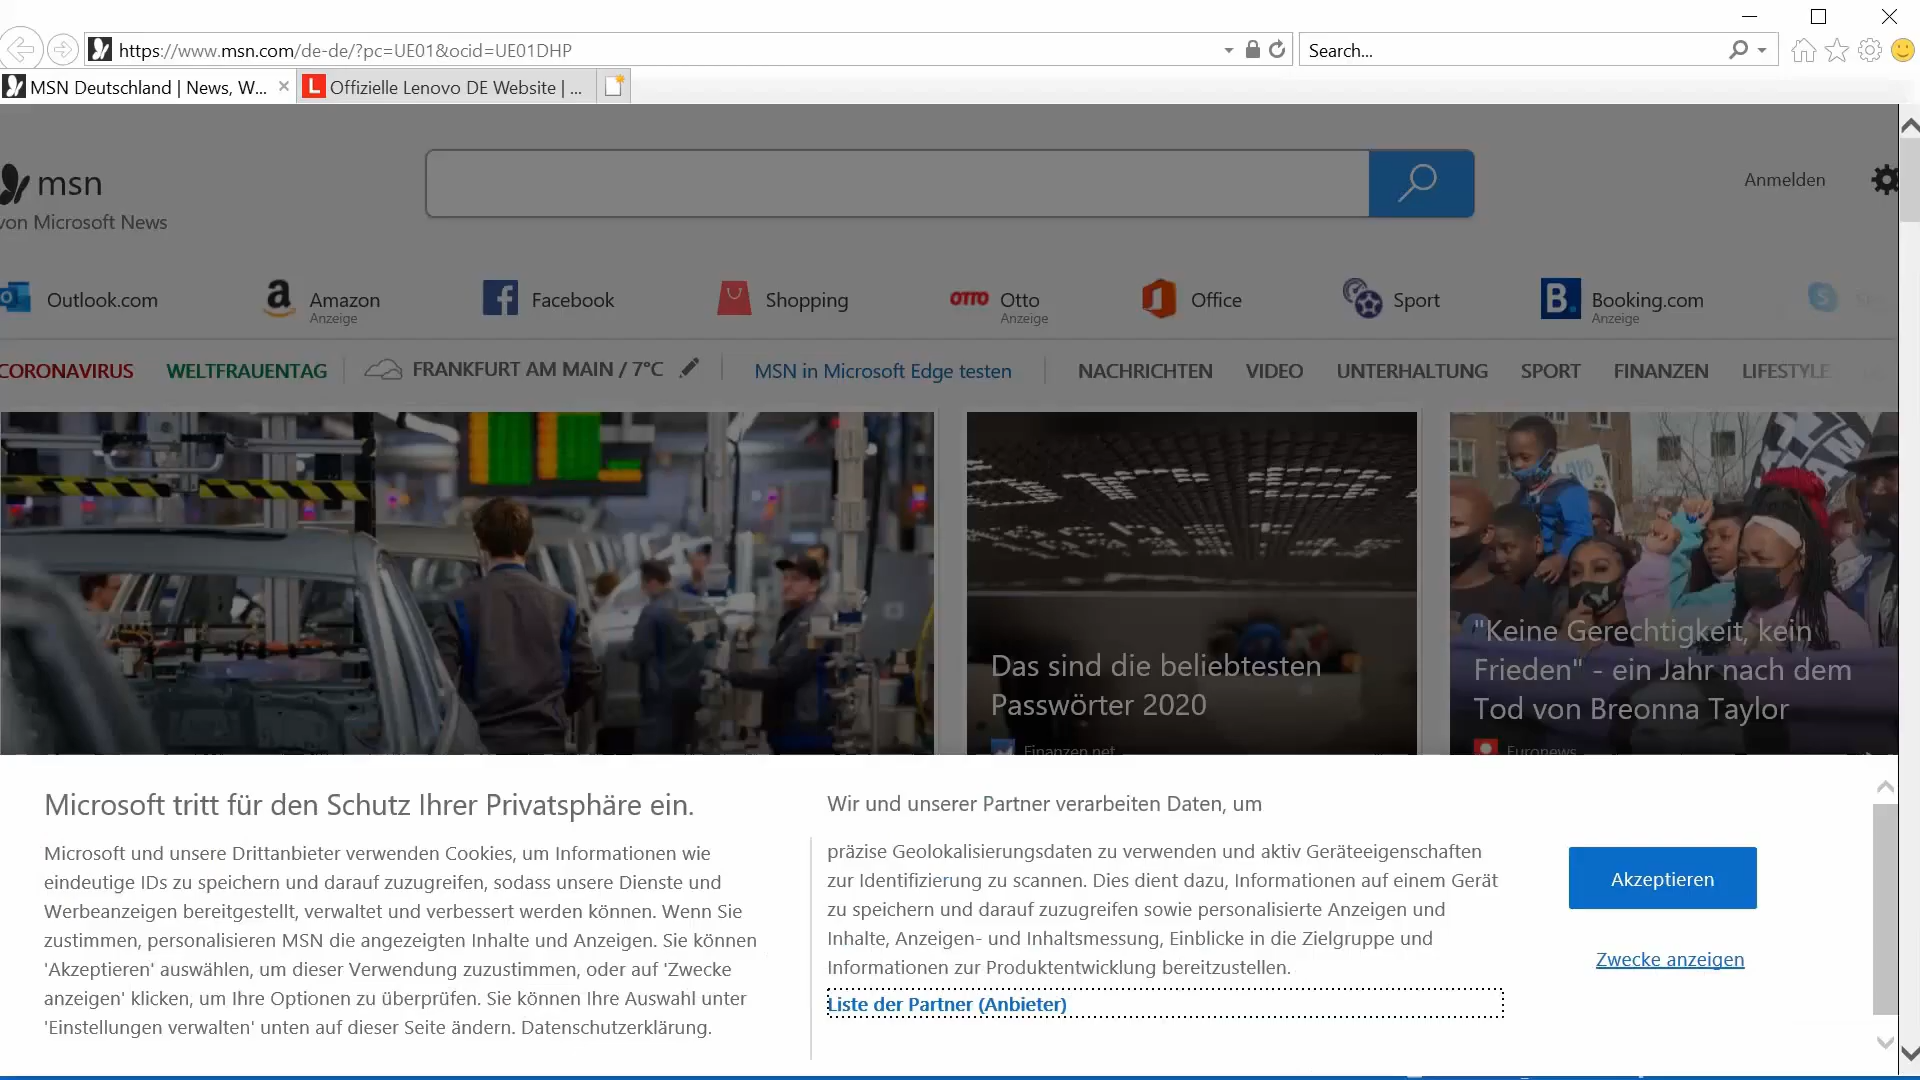 https://www.msn.com/de-de/?pc=UE01&ocid=UE01DHP
Search...
MSN Deutschland | News, W...
Offizielle Lenovo DE Website | ...
msn
von Microsoft News
Anmelden
Outlook.com
Amazon
Anzeige
Facebook
Shopping
OTTO
Otto
Anzeige
Office
Sport
B.
Booking.com
Anzeige
CORONAVIRUS
WELTFRAUENTAG
FRANKFURT AM MAIN / 7°C
MSN in Microsoft Edge testen
NACHRICHTEN
VIDEO
UNTERHALTUNG
SPORT
FINANZEN
LIFESTYLE
Das sind die beliebtesten
Passwörter 2020
Finanzen.net
"Keine Gerechtigkeit, kein
Frieden" - ein Jahr nach dem
Tod von Breonna Taylor
Euronews
Microsoft tritt für den Schutz Ihrer Privatsphäre ein.
Microsoft und unsere Drittanbieter verwenden Cookies, um Informationen wie
eindeutige IDs zu speichern und darauf zuzugreifen, sodass unsere Dienste und
Werbeanzeigen bereitgestellt, verwaltet und verbessert werden können. Wenn Sie
zustimmen, personalisieren MSN die angezeigten Inhalte und Anzeigen. Sie können
'Akzeptieren' auswählen, um dieser Verwendung zuzustimmen, oder auf 'Zwecke
anzeigen' klicken, um Ihre Optionen zu überprüfen. Sie können Ihre Auswahl unter
'Einstellungen verwalten' unten auf dieser Seite ändern. Datenschutzerklärung.
Wir und unserer Partner verarbeiten Daten, um
präzise Geolokalisierungsdaten zu verwenden und aktiv Geräteeigenschaften
zur Identifizierung zu scannen. Dies dient dazu, Informationen auf einem Gerät
zu speichern und darauf zuzugreifen sowie personalisierte Anzeigen und
Inhalte, Anzeigen- und Inhaltsmessung, Einblicke in die Zielgruppe und
Informationen zur Produktentwicklung bereitzustellen.
Liste der Partner (Anbieter)
Akzeptieren
Zwecke anzeigen